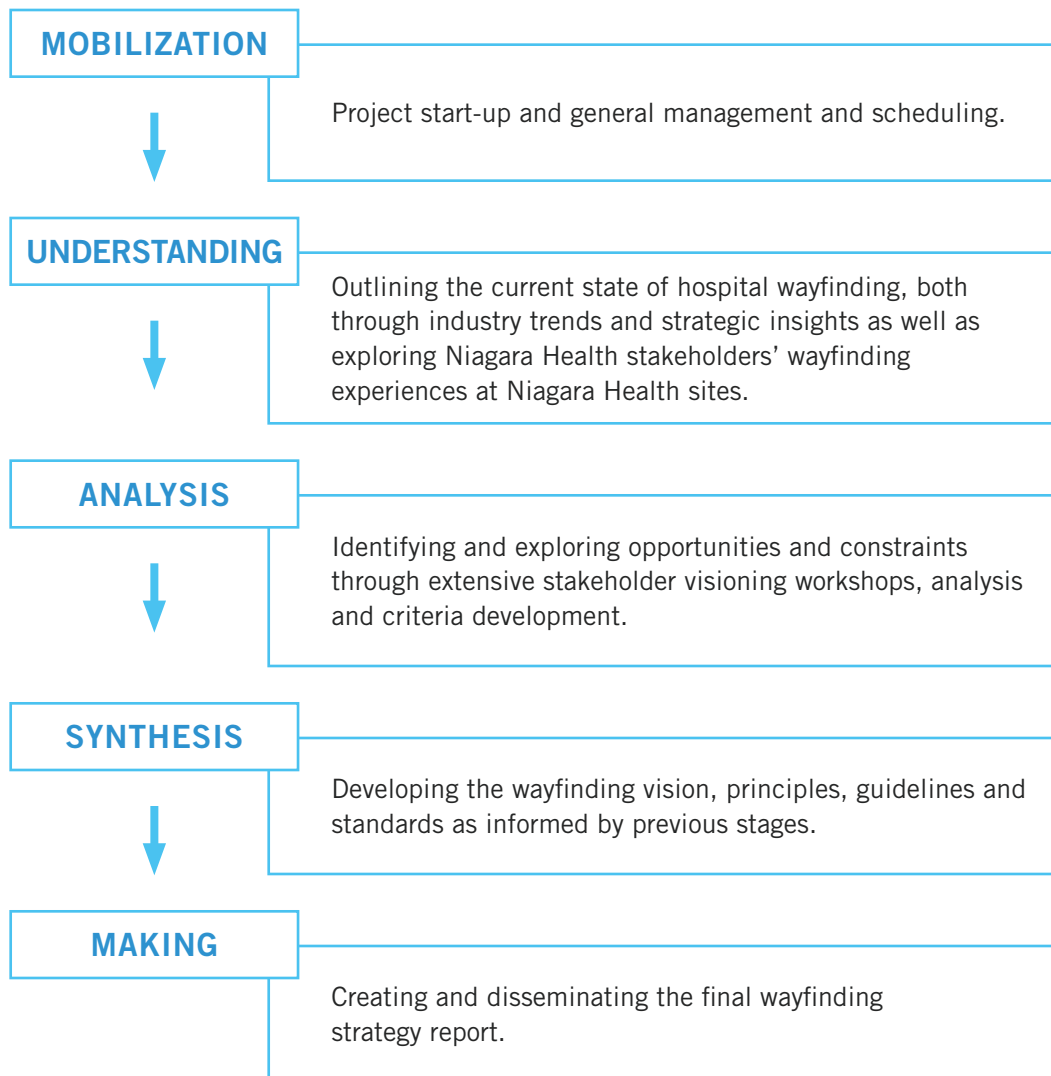 MOBILIZATION
Project start-up and general management and scheduling.
UNDERSTANDING
Outlining the current state of hospital wayfinding, both
through industry trends and strategic insights as well as
exploring Niagara Health stakeholders’ wayfinding
experiences at Niagara Health sites.
ANALYSIS
Identifying and exploring opportunities and constraints
through extensive stakeholder visioning workshops, analysis
and criteria development.
SYNTHESIS
Developing the wayfinding vision, principles, guidelines and
standards as informed by previous stages.
MAKING
Creating and disseminating the final wayfinding
strategy report.